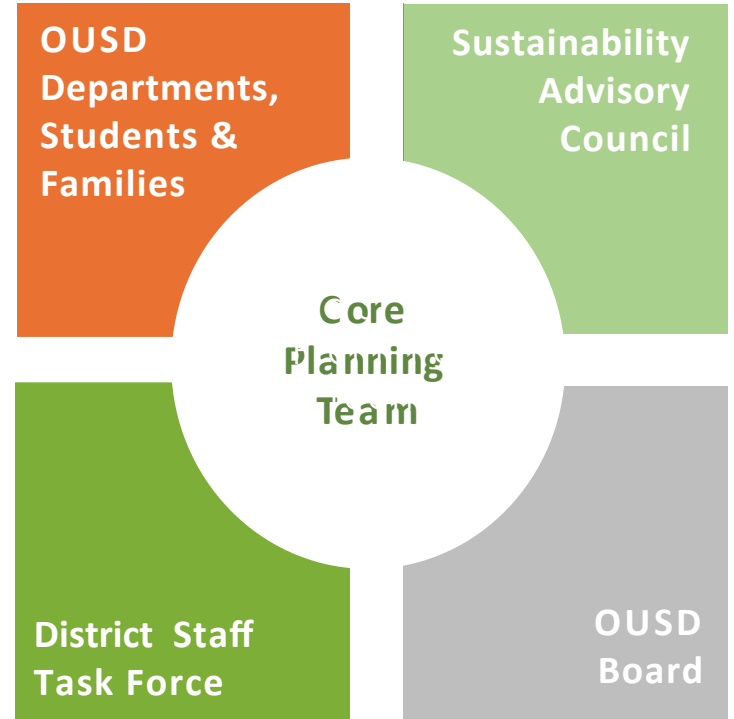 OUSD
Departments,
Students &
Families
Sustainability
Advisory
Council
Core
Planning
Team
District Staff
Task Force
OUSD
Board